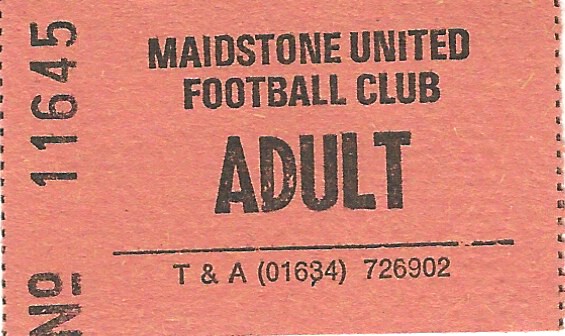 Nº 11645
MAIDSTONE UNITED
FOOTBALL CLUB
ADULT
T & A (01634) 726902